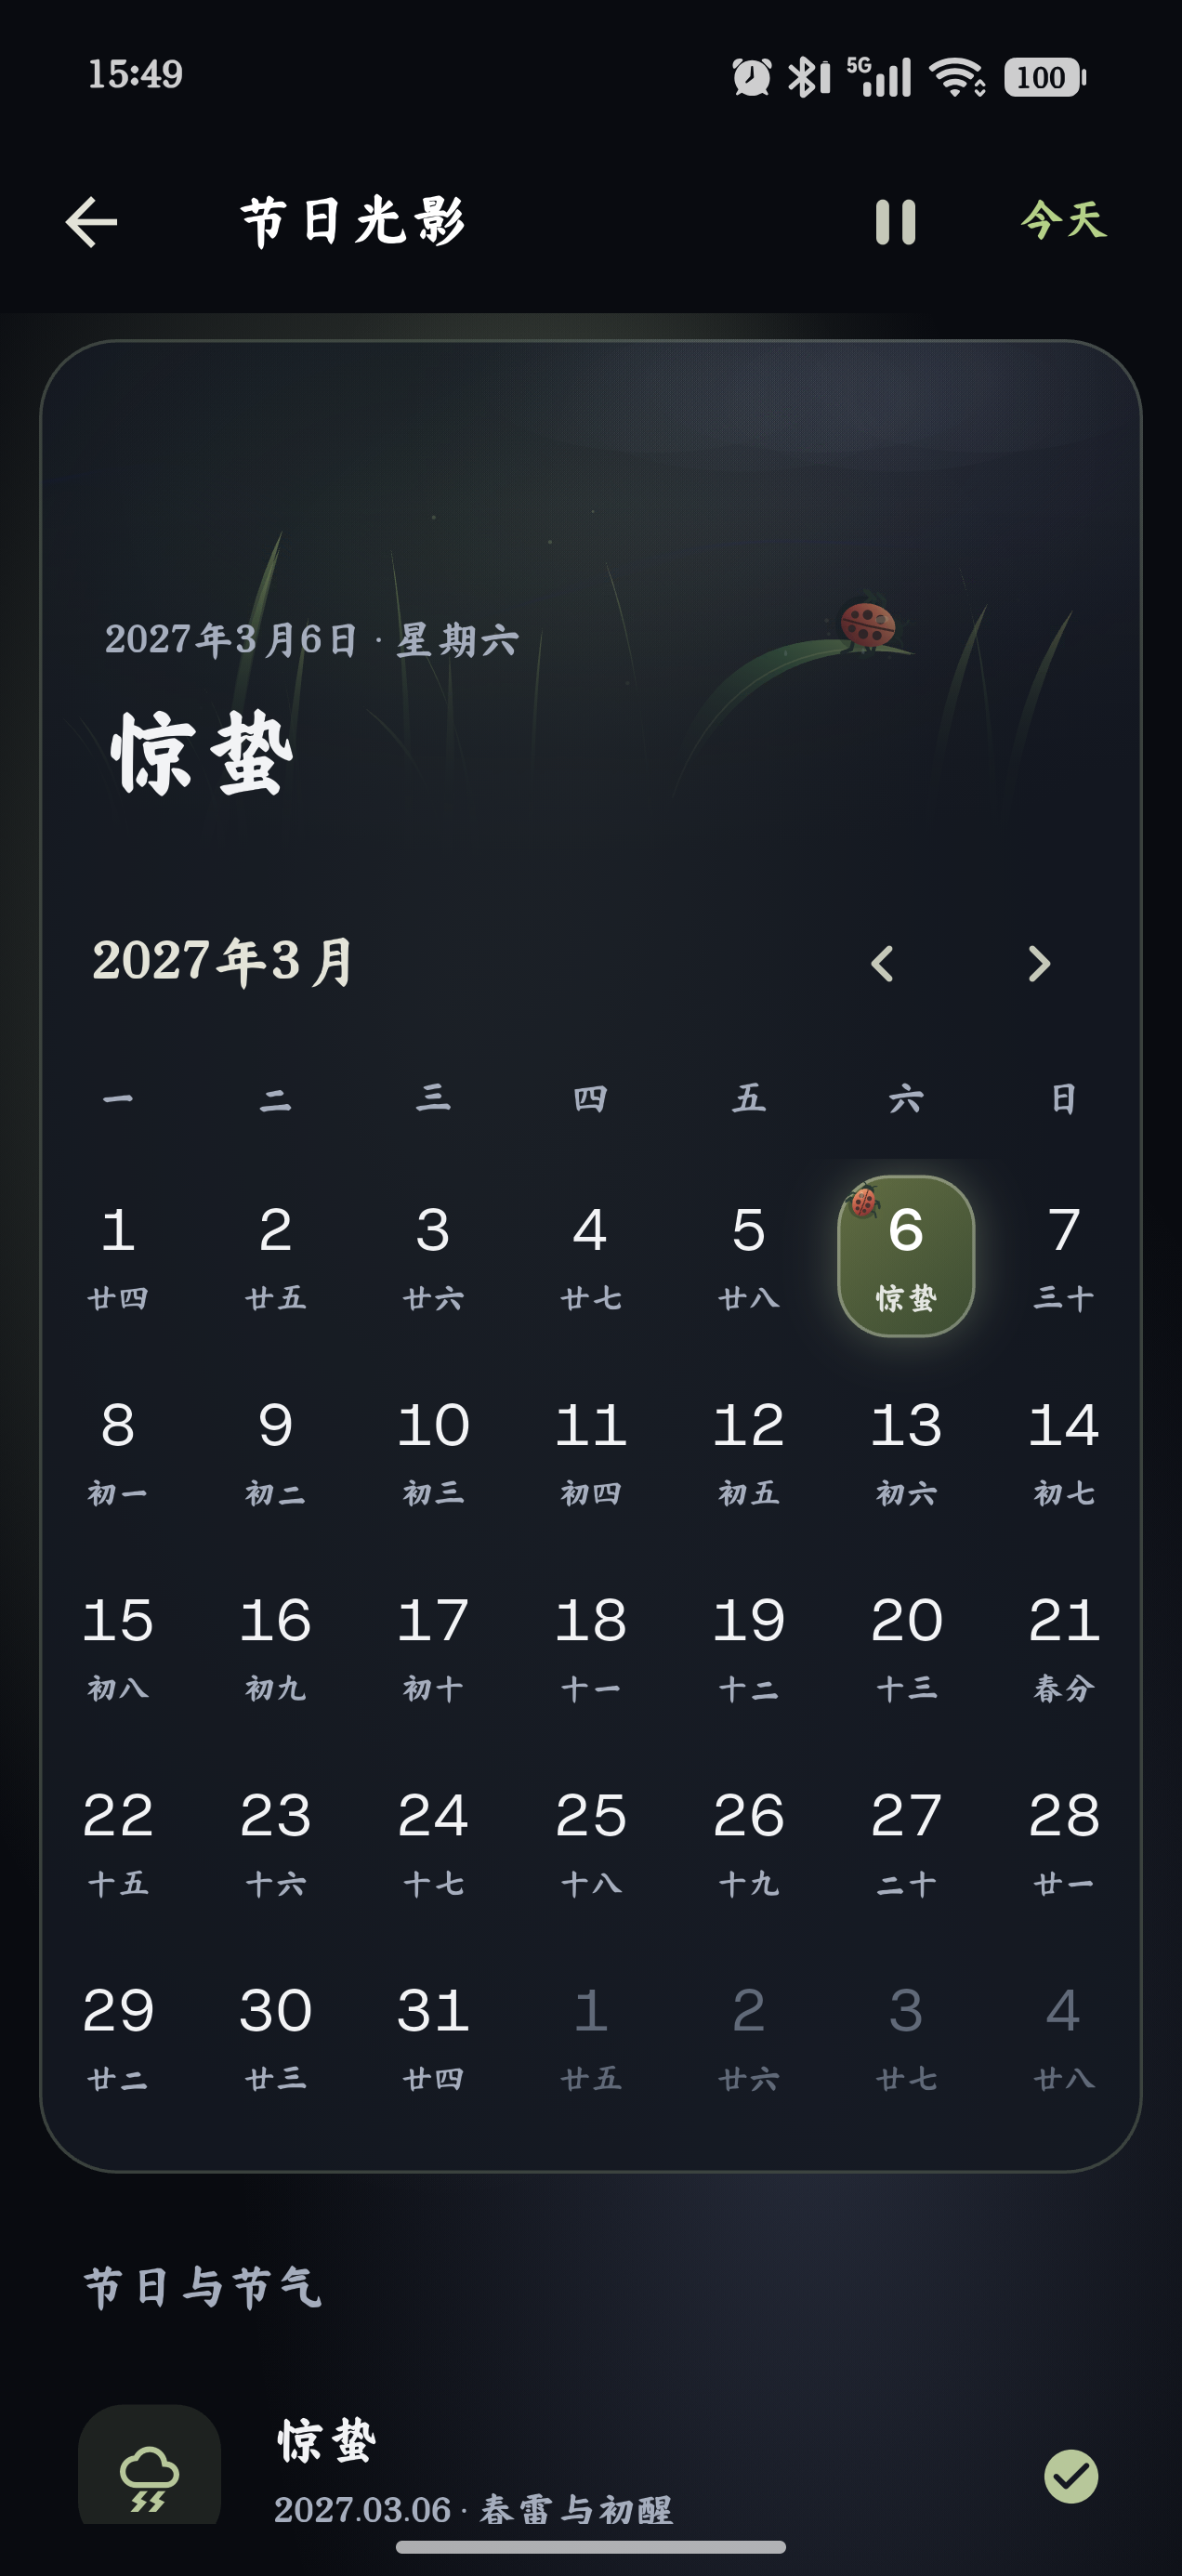 15:49 5G 100
节日光影 今天
2027年3月6日 · 星期六
惊蛰
2027年3月
一 二 三 四 五 六 日
1 2 3 4 5 6 7
廿四 廿五 廿六 廿七 廿八 惊蛰 三十
8 9 10 11 12 13 14
初一 初二 初三 初四 初五 初六 初七
15 16 17 18 19 20 21
初八 初九 初十 十一 十二 十三 春分
22 23 24 25 26 27 28
十五 十六 十七 十八 十九 二十 廿一
29 30 31 1 2 3 4
廿二 廿三 廿四 廿五 廿六 廿七 廿八
节日与节气
惊蛰
2027.03.06 · 春雷与初醒